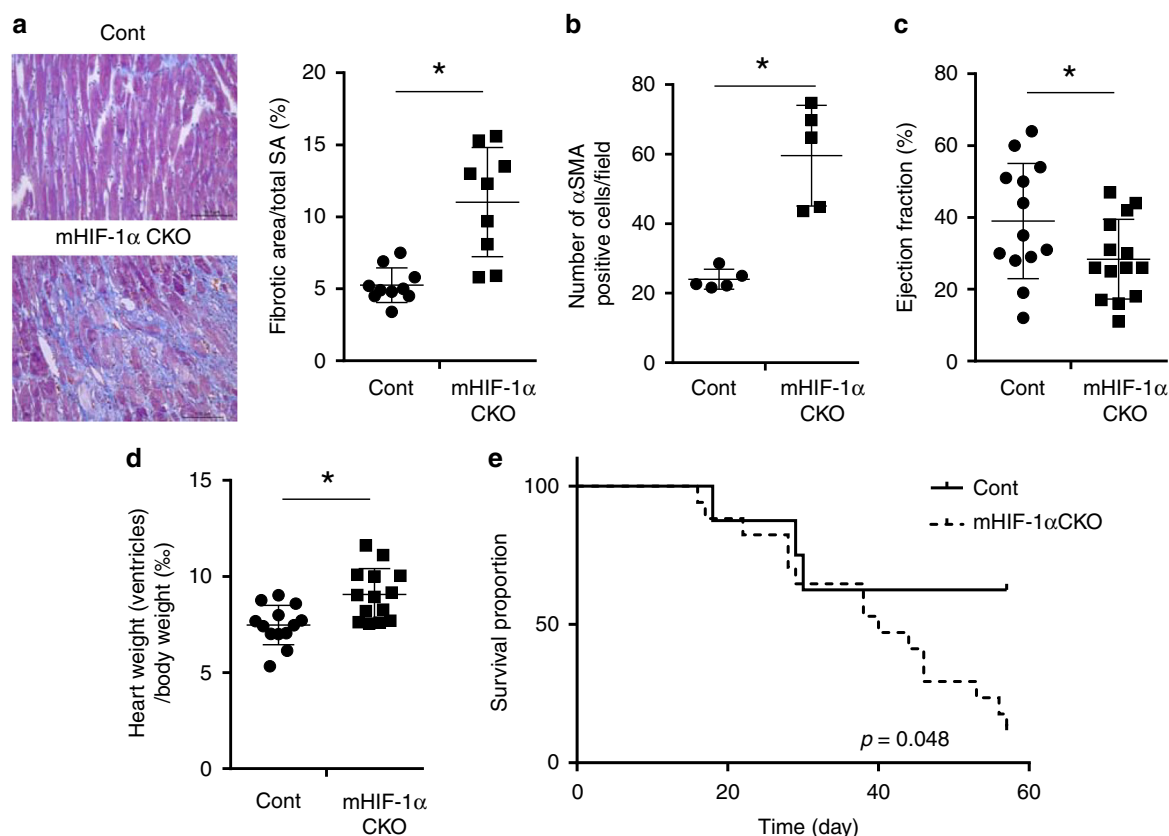 a
Cont
mHIF-1α CKO
Fibrotic area/total SA (%)
20
15
10
5
0
*
Cont
mHIF-1α
CKO
b
Number of αSMA
positive cells/field
80
60
40
20
0
*
Cont
mHIF-1α
CKO
c
Ejection fraction (%)
80
60
40
20
0
*
Cont
mHIF-1α
CKO
d
Heart weight (ventricles)
/body weight (‰)
15
10
5
0
*
Cont
mHIF-1α
CKO
e
Survival proportion
100
50
0
Cont
mHIF-1αCKO
p = 0.048
0
20
40
60
Time (day)